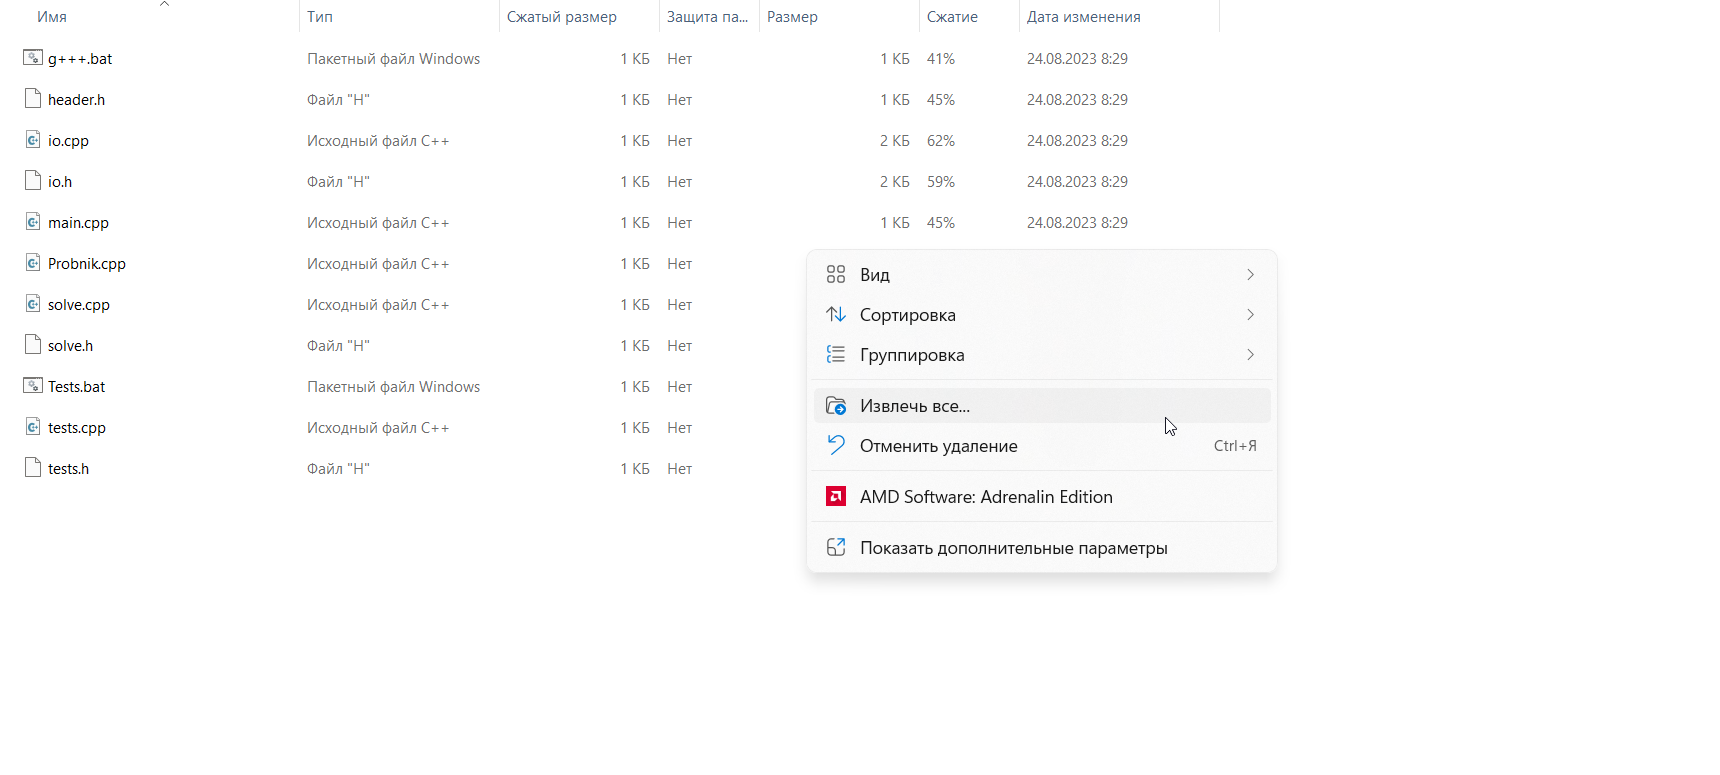 Имя Тип Сжатый размер Защита па... Размер Сжатие Дата изменения
g+++.bat Пакетный файл Windows 1 КБ Нет 1 КБ 41% 24.08.2023 8:29
header.h Файл "H" 1 КБ Нет 1 КБ 45% 24.08.2023 8:29
io.cpp Исходный файл C++ 1 КБ Нет 2 КБ 62% 24.08.2023 8:29
io.h Файл "H" 1 КБ Нет 2 КБ 59% 24.08.2023 8:29
main.cpp Исходный файл C++ 1 КБ Нет 1 КБ 45% 24.08.2023 8:29
Probnik.cpp Исходный файл C++ 1 КБ Нет
solve.cpp Исходный файл C++ 1 КБ Нет
solve.h Файл "H" 1 КБ Нет
Tests.bat Пакетный файл Windows 1 КБ Нет
tests.cpp Исходный файл C++ 1 КБ Нет
tests.h Файл "H" 1 КБ Нет
Вид
Сортировка
Группировка
Извлечь все...
Отменить удаление Ctrl+Я
AMD Software: Adrenalin Edition
Показать дополнительные параметры